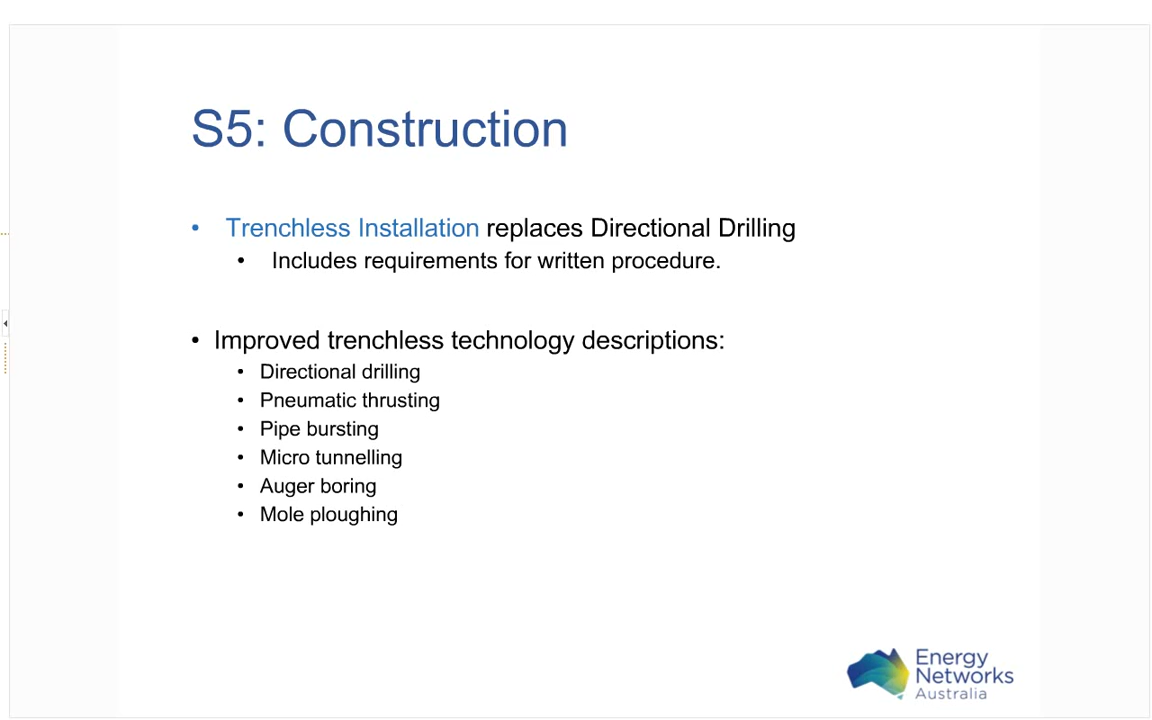 S5: Construction
• Trenchless Installation replaces Directional Drilling
• Includes requirements for written procedure.
• Improved trenchless technology descriptions:
• Directional drilling
• Pneumatic thrusting
• Pipe bursting
• Micro tunnelling
• Auger boring
• Mole ploughing
Energy
Networks
Australia